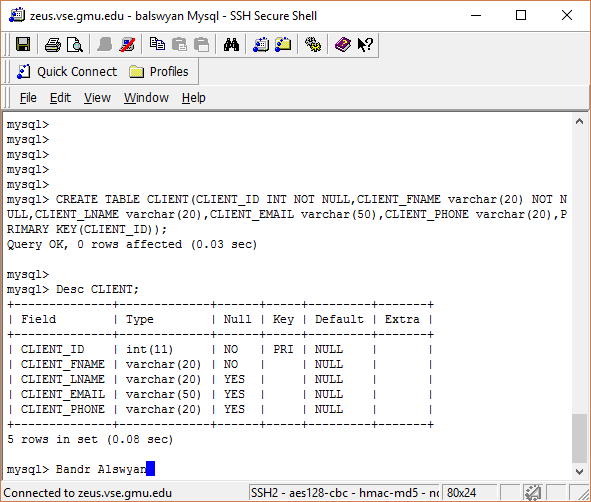 zeus.vse.gmu.edu - balswyan Mysql - SSH Secure Shell
Quick Connect Profiles
File Edit View Window Help
mysql>
mysql>
mysql>
mysql>
mysql>
mysql> CREATE TABLE CLIENT(CLIENT_ID INT NOT NULL,CLIENT_FNAME varchar(20) NOT N
ULL,CLIENT_LNAME varchar(20),CLIENT_EMAIL varchar(50),CLIENT_PHONE varchar(20),P
RIMARY KEY(CLIENT_ID));
Query OK, 0 rows affected (0.03 sec)
mysql>
mysql> Desc CLIENT;
+--------------+-------------+------+-----+---------+-------+
| Field        | Type        | Null | Key | Default | Extra |
+--------------+-------------+------+-----+---------+-------+
| CLIENT_ID    | int(11)     | NO   | PRI | NULL    |       |
| CLIENT_FNAME | varchar(20) | NO   |     | NULL    |       |
| CLIENT_LNAME | varchar(20) | YES  |     | NULL    |       |
| CLIENT_EMAIL | varchar(50) | YES  |     | NULL    |       |
| CLIENT_PHONE | varchar(20) | YES  |     | NULL    |       |
+--------------+-------------+------+-----+---------+-------+
5 rows in set (0.08 sec)
mysql> Bandr Alswyan
Connected to zeus.vse.gmu.edu SSH2 - aes128-cbc - hmac-md5 - 80x24